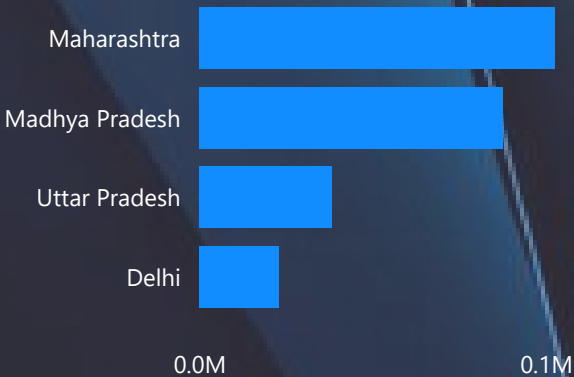 Maharashtra
Madhya Pradesh
Uttar Pradesh
Delhi
0.0M 0.1M